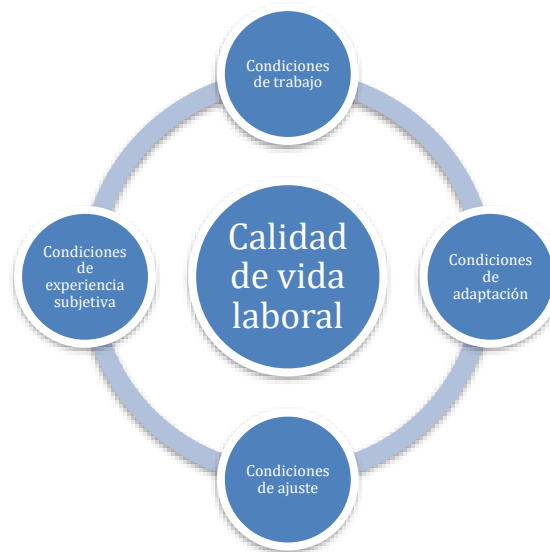 Condiciones
de trabajo
Condiciones
de
experiencia
subjetiva
Calidad
de vida
laboral
Condiciones
de
adaptación
Condiciones
de ajuste